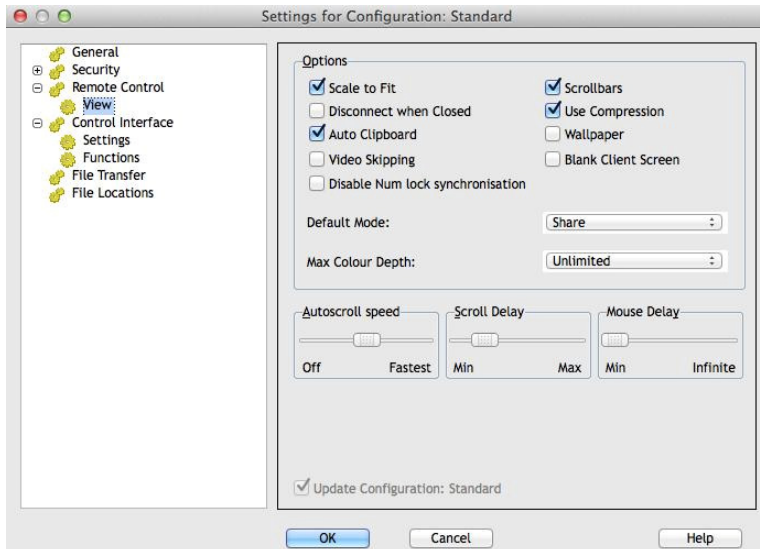 Settings for Configuration: Standard
General
Security
Remote Control
View
Control Interface
Settings
Functions
File Transfer
File Locations
Options
Scale to Fit
Scrollbars
Disconnect when Closed
Use Compression
Auto Clipboard
Wallpaper
Video Skipping
Blank Client Screen
Disable Num lock synchronisation
Default Mode:
Share
Max Colour Depth:
Unlimited
Autoscroll speed
Off Fastest
Scroll Delay
Min Max
Mouse Delay
Min Infinite
Update Configuration: Standard
OK
Cancel
Help